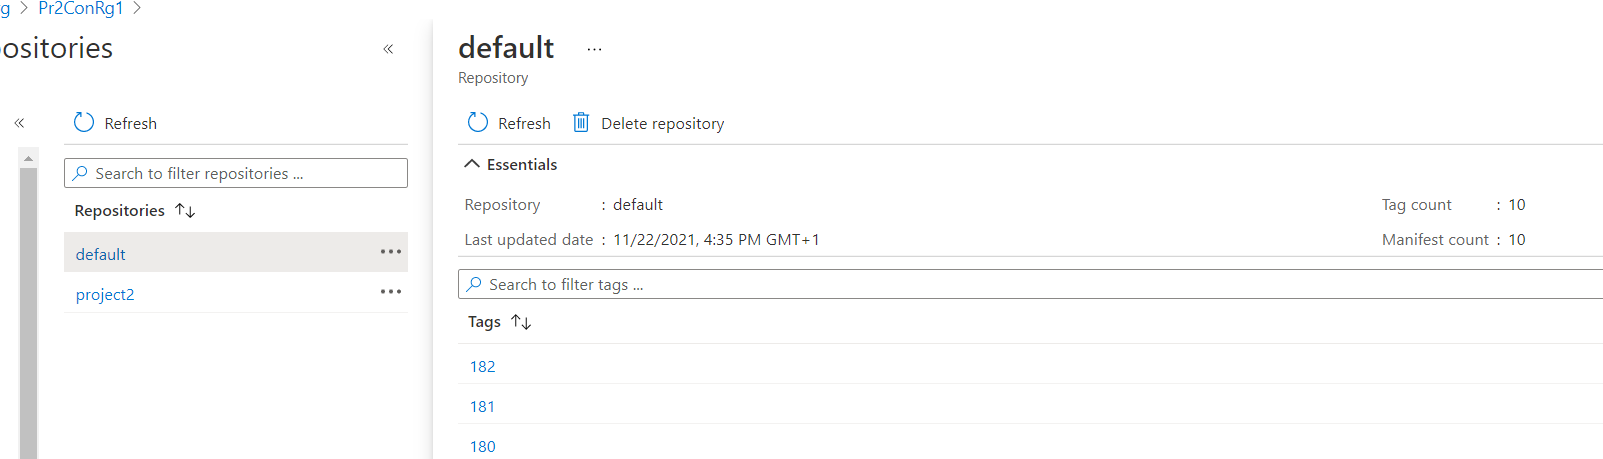 g > Pr2ConRg1 >
ositories «
«
Refresh
Search to filter repositories ...
Repositories ↑↓
default ...
project2 ...
default ...
Repository
Refresh Delete repository
Essentials
Repository : default Tag count : 10
Last updated date : 11/22/2021, 4:35 PM GMT+1 Manifest count : 10
Search to filter tags ...
Tags ↑↓
182
181
180